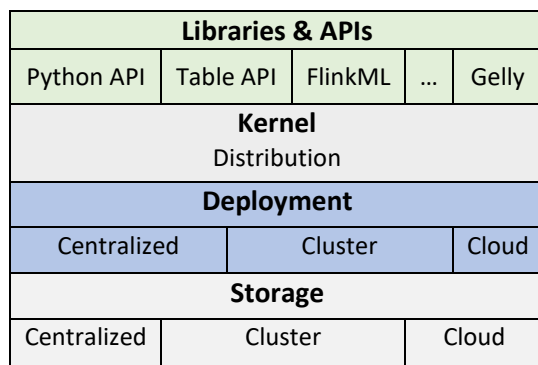 Libraries & APIs
Python API Table API FlinkML ... Gelly
Kernel
Distribution
Deployment
Centralized Cluster Cloud
Storage
Centralized Cluster Cloud